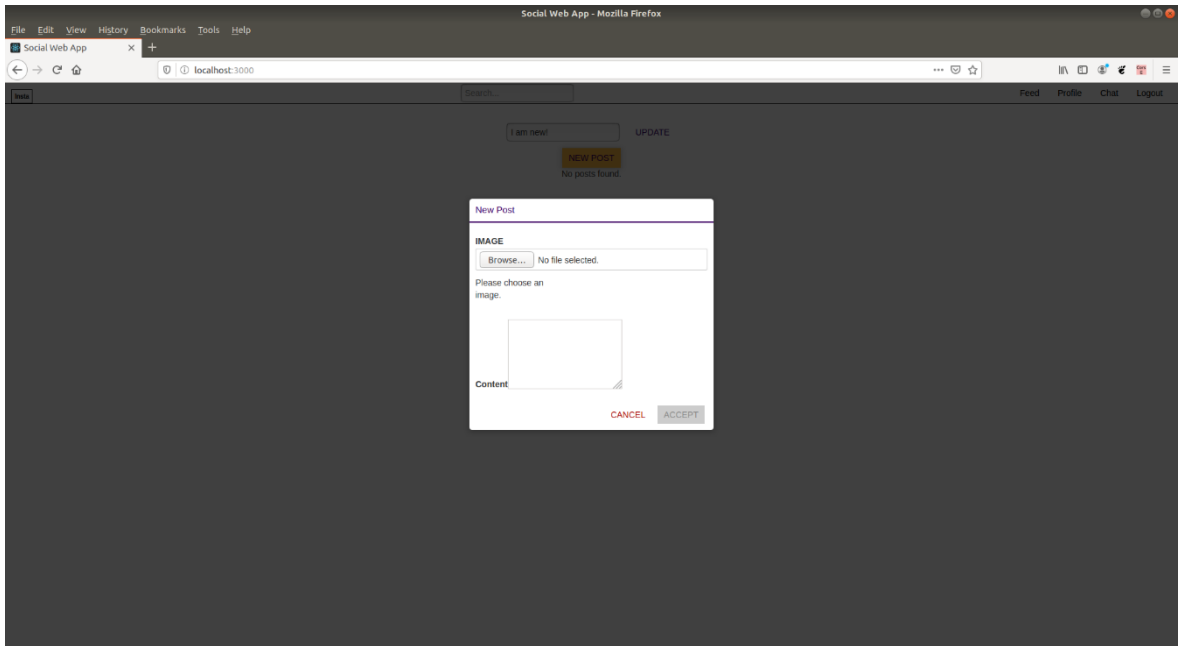 Social Web App - Mozilla Firefox
File Edit View History Bookmarks Tools Help
Social Web App
localhost:3000
Insta Search... Feed Profile Chat Logout
I am new! UPDATE
NEW POST
No posts found.
New Post
IMAGE
Browse... No file selected.
Please choose an
image.
Content
CANCEL ACCEPT